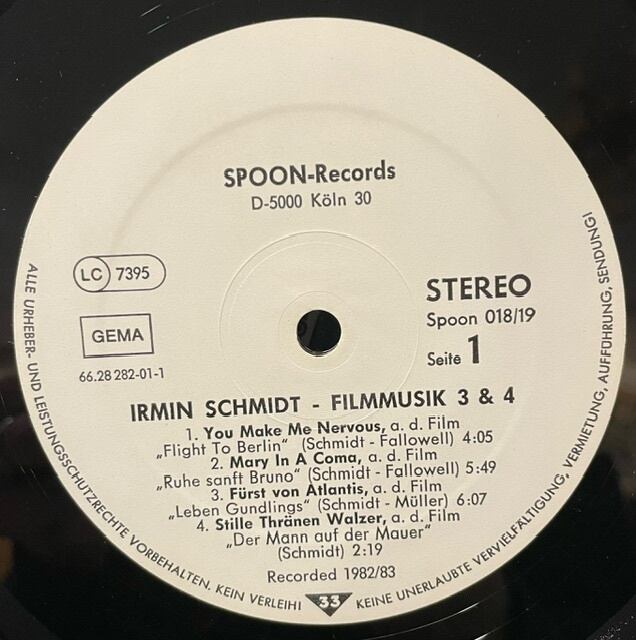 SPOON-Records
D-5000 Köln 30
LC 7395
GEMA
66.28 282-01-1
STEREO
Spoon 018/19
Seite 1
IRMIN SCHMIDT - FILMMUSIK 3 & 4
1. You Make Me Nervous, a. d. Film
„Flight To Berlin“ (Schmidt - Fallowell) 4:05
2. Mary In A Coma, a. d. Film
„Ruhe sanft Bruno“ (Schmidt - Fallowell) 5:49
3. Fürst von Atlantis, a. d. Film
„Leben Gundlings“ (Schmidt - Müller) 6:07
4. Stille Thränen Walzer, a. d. Film
„Der Mann auf der Mauer“
(Schmidt) 2:19
Recorded 1982/83
33
ALLE URHEBER- UND LEISTUNGSSCHUTZRECHTE VORBEHALTEN. KEIN VERLEIH! KEINE UNERLAUBTE VERVIELFÄLTIGUNG, VERMIETUNG, AUFFÜHRUNG, SENDUNG!